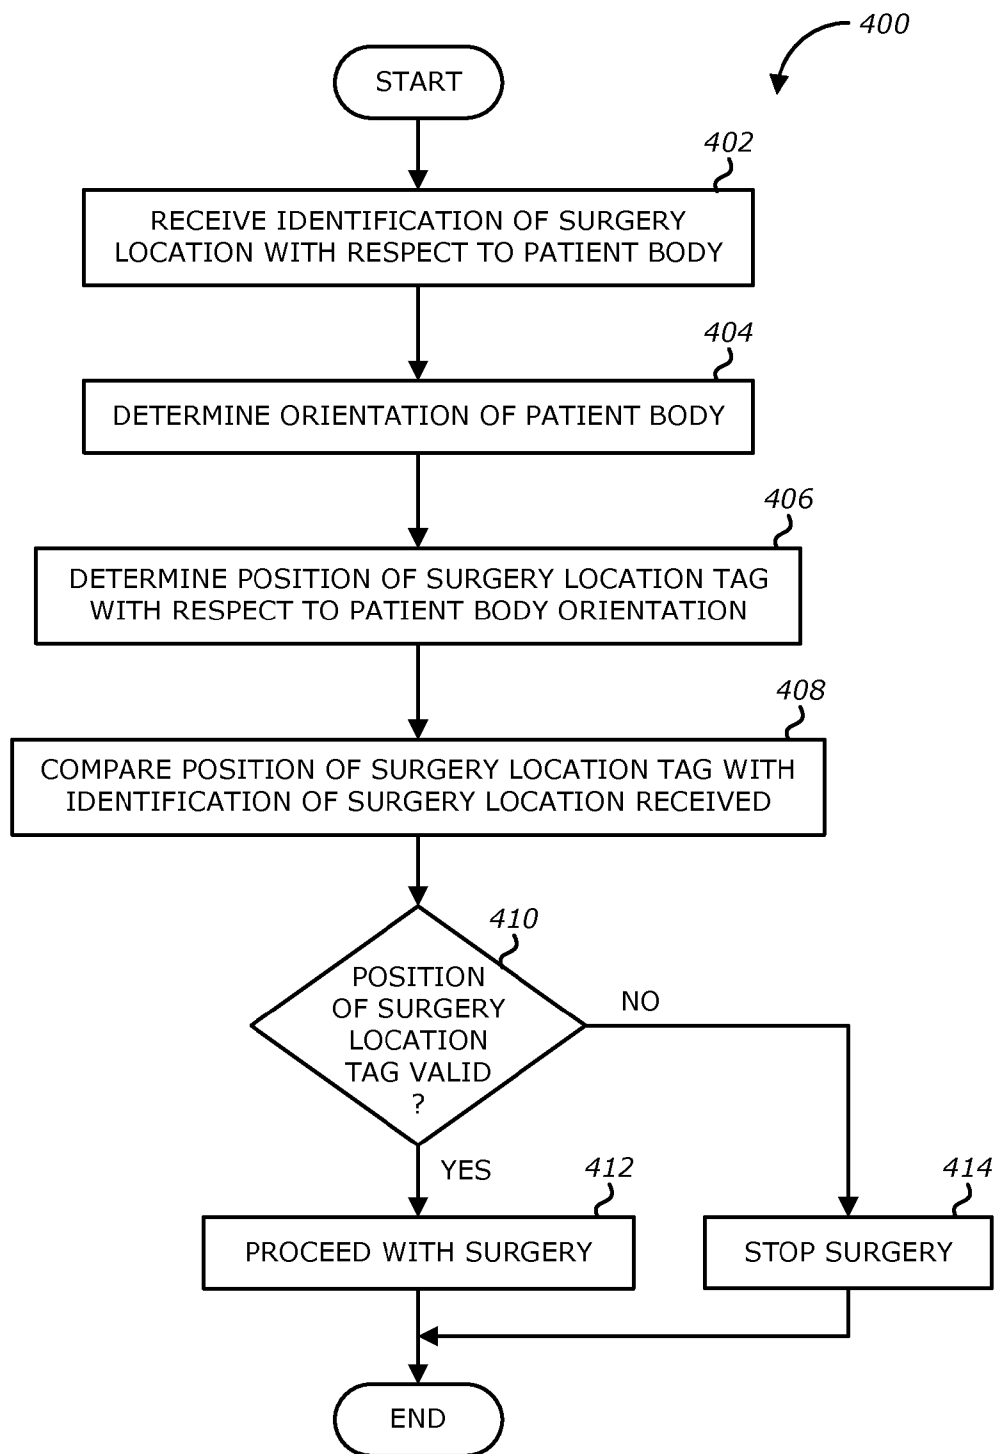 400
START
402
RECEIVE IDENTIFICATION OF SURGERY
LOCATION WITH RESPECT TO PATIENT BODY
404
DETERMINE ORIENTATION OF PATIENT BODY
406
DETERMINE POSITION OF SURGERY LOCATION TAG
WITH RESPECT TO PATIENT BODY ORIENTATION
408
COMPARE POSITION OF SURGERY LOCATION TAG WITH
IDENTIFICATION OF SURGERY LOCATION RECEIVED
410
POSITION
OF SURGERY
LOCATION
TAG VALID
?
NO
YES
412
PROCEED WITH SURGERY
414
STOP SURGERY
END